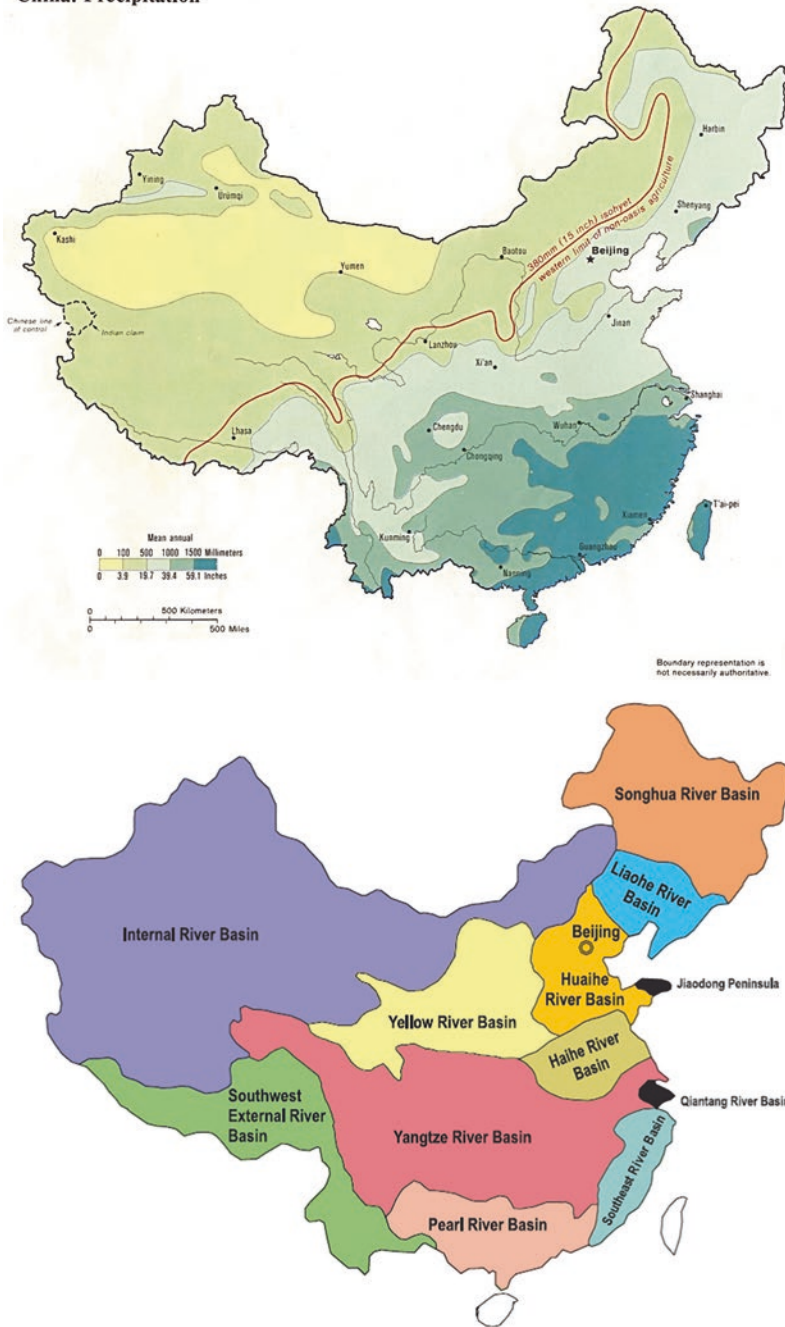 China: Precipitation
Harbin
Yining
Ürümqi
Shenyang
380mm (15 inch) isohyet
western limit of non-oasis agriculture
Kashi
Baotou
Beijing
Yumen
Chinese line
of control
Indian claim
Jinan
Lanzhou
Xi'an
Shanghai
Lhasa
Chengdu
Wuhan
Chongqing
T'ai-pei
Xiamen
Kunming
Guangzhou
Nanning
Mean annual
0 100 500 1000 1500 Millimeters
0 3.9 19.7 39.4 59.1 Inches
0 500 Kilometers
0 500 Miles
Boundary representation is
not necessarily authoritative.
Songhua River Basin
Liaohe River
Basin
Internal River Basin
Beijing
Huaihe
River Basin
Jiaodong Peninsula
Yellow River Basin
Haihe River
Basin
Southwest
External River
Basin
Qiantang River Basin
Yangtze River Basin
Southeast River Basin
Pearl River Basin